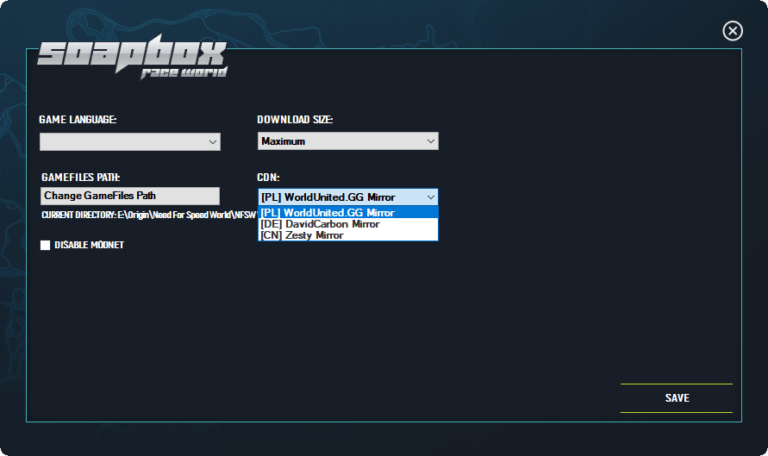 SOAPBOX
race world
GAME LANGUAGE:
DOWNLOAD SIZE:
Maximum
GAMEFILES PATH:
CDN:
Change GameFiles Path
[PL] WorldUnited.GG Mirror
CURRENT DIRECTORY: E:\Origin\Need For Speed World\NFSW
[PL] WorldUnited.GG Mirror
[DE] DavidCarbon Mirror
[CN] Zesty Mirror
DISABLE MODNET
SAVE